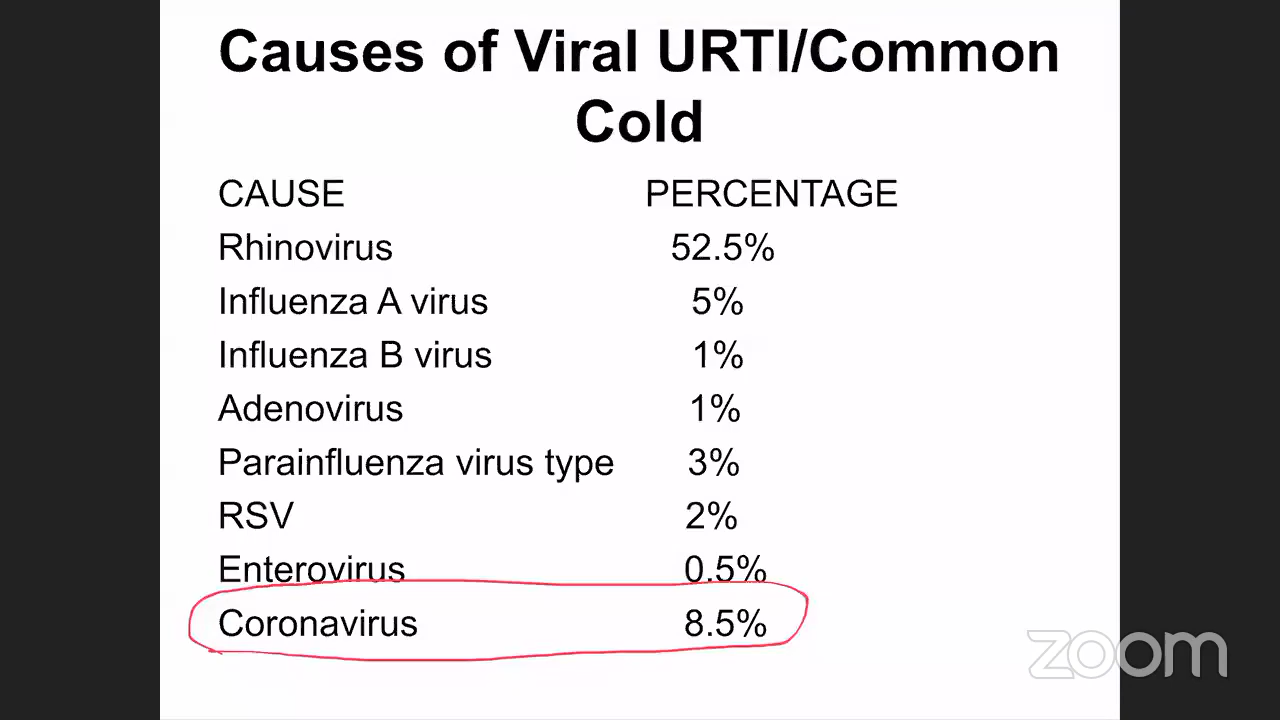 Causes of Viral URTI/Common
Cold
CAUSE PERCENTAGE
Rhinovirus 52.5%
Influenza A virus 5%
Influenza B virus 1%
Adenovirus 1%
Parainfluenza virus type 3%
RSV 2%
Enterovirus 0.5%
Coronavirus 8.5%
zoom